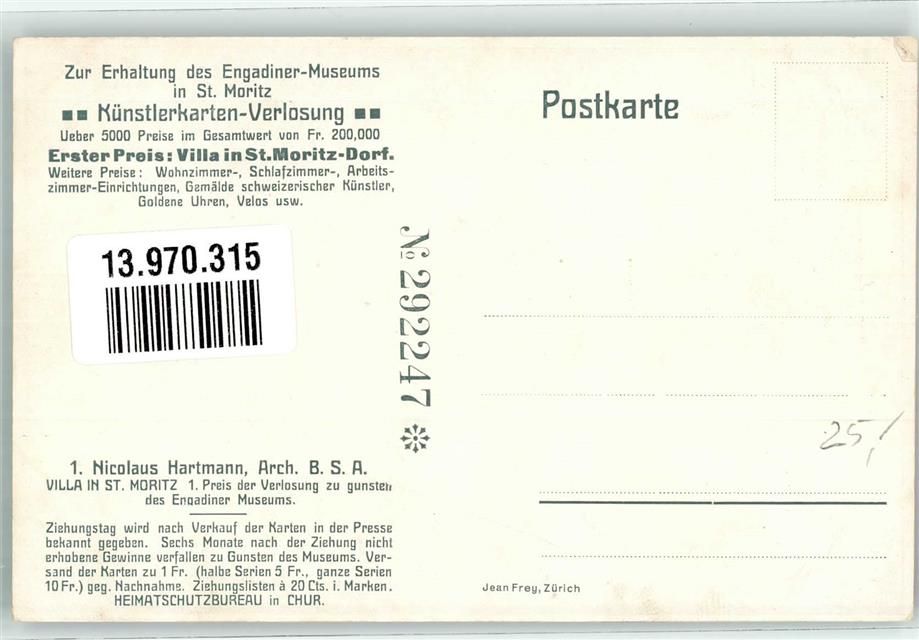 Zur Erhaltung des Engadiner-Museums
in St. Moritz
Künstlerkarten-Verlosung
Ueber 5000 Preise im Gesamtwert von Fr. 200,000
Erster Preis: Villa in St. Moritz-Dorf.
Weitere Preise: Wohnzimmer-, Schlafzimmer-, Arbeits-
zimmer-Einrichtungen, Gemälde schweizerischer Künstler,
Goldene Uhren, Velos usw.
13.970.315
1. Nicolaus Hartmann, Arch. B. S. A.
VILLA IN ST. MORITZ 1. Preis der Verlosung zu gunsten
des Engadiner Museums.
Ziehungstag wird nach Verkauf der Karten in der Presse
bekannt gegeben. Sechs Monate nach der Ziehung nicht
erhobene Gewinne verfallen zu Gunsten des Museums. Ver-
sand der Karten zu 1 Fr. (halbe Serien 5 Fr., ganze Serien
10 Fr.) geg. Nachnahme. Ziehungslisten à 20 Cts. i. Marken.
HEIMATSCHUTZBUREAU in CHUR.
№ 292247
Postkarte
25,/
Jean Frey, Zürich